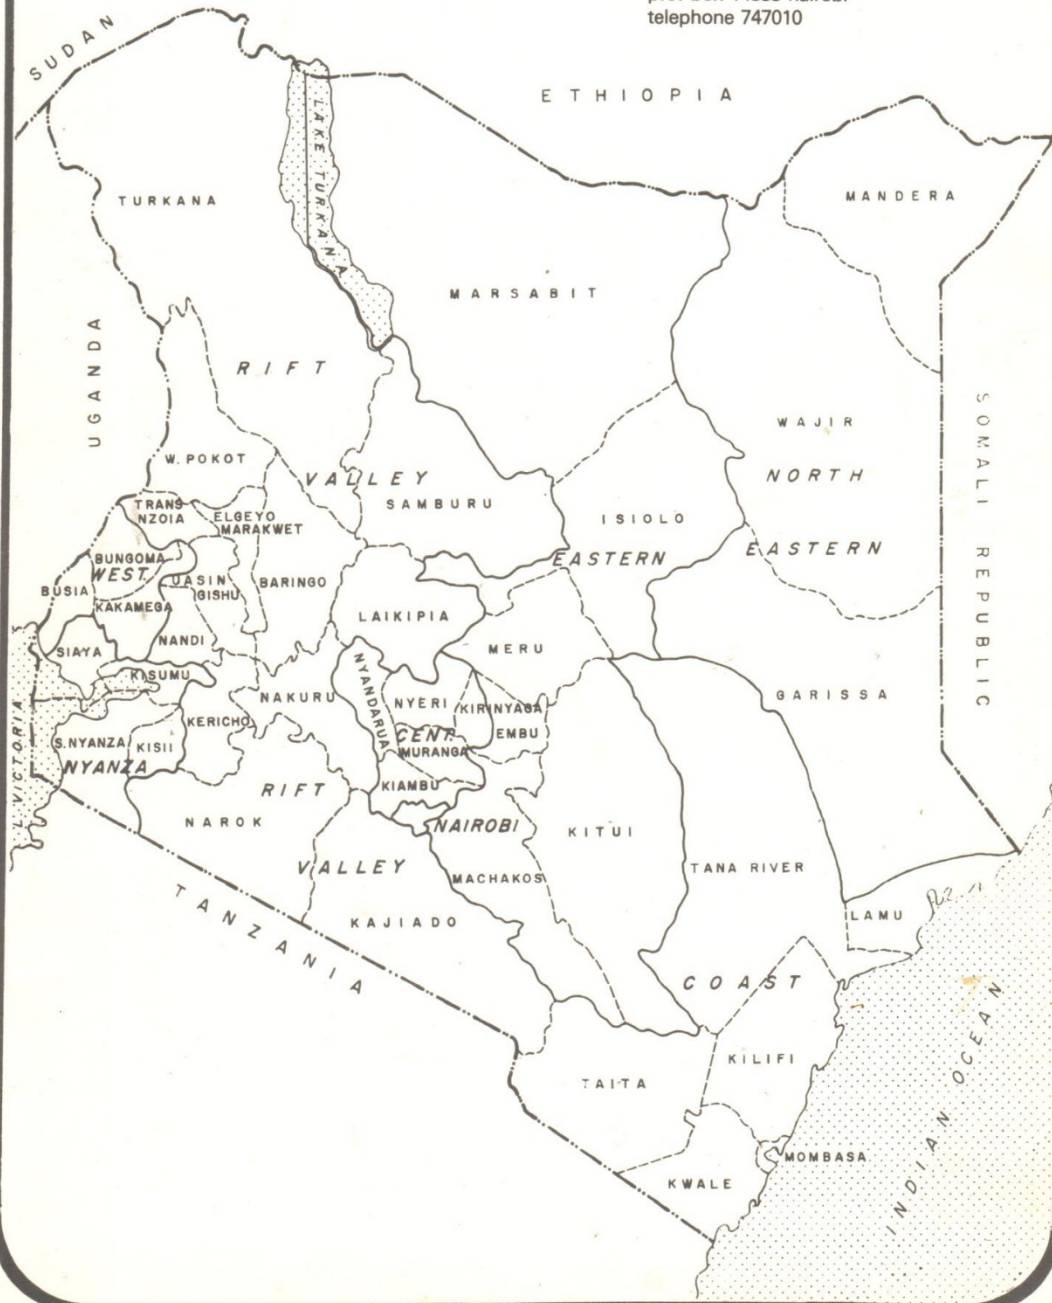 telephone 747010
SUDAN
ETHIOPIA
LAKE TURKANA
TURKANA
MANDERA
MARSABIT
UGANDA
RIFT
VALLEY
WAJIR
NORTH
EASTERN
SOMALI REPUBLIC
W. POKOT
SAMBURU
ISIOLO
EASTERN
TRANS
NZOIA
ELGEYO
MARAKWET
BUNGOMA
WEST.
UASIN
GISHU
BARINGO
BUSIA
KAKAMEGA
LAIKIPIA
NANDI
SIAYA
MERU
KISUMU
NYANDARUA
NAKURU
NYERI
KIRINYAGA
GARISSA
L. VICTORIA
KERICHO
CENT.
EMBU
S. NYANZA
KISII
MURANGA
NYANZA
KIAMBU
RIFT
VALLEY
NAROK
NAIROBI
KITUI
MACHAKOS
TANA RIVER
KAJIADO
LAMU
TANZANIA
COAST
KILIFI
TAITA
MOMBASA
KWALE
INDIAN OCEAN